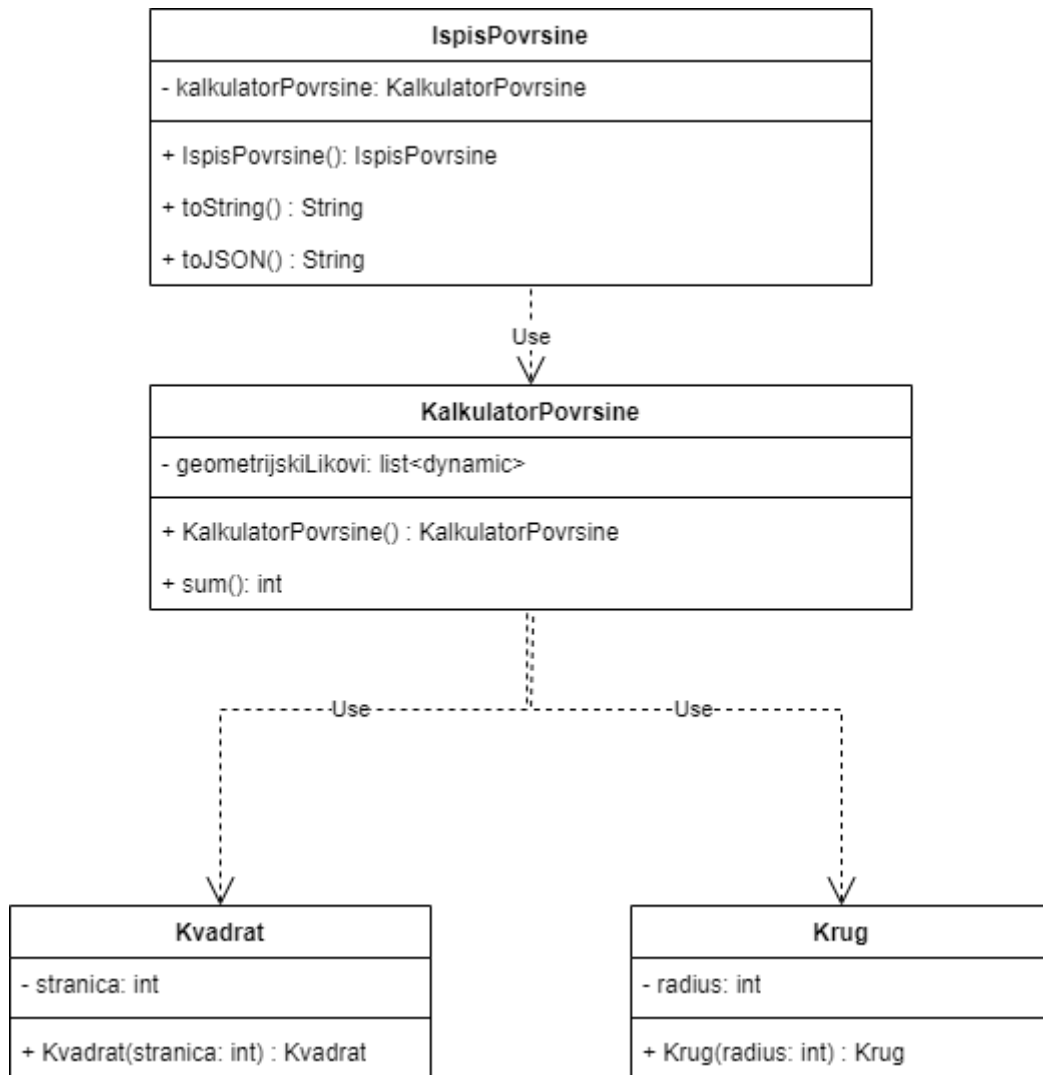 IspisPovrsine
- kalkulatorPovrsine: KalkulatorPovrsine
+ IspisPovrsine(): IspisPovrsine
+ toString() : String
+ toJSON() : String
Use
KalkulatorPovrsine
- geometrijskiLikovi: list<dynamic>
+ KalkulatorPovrsine() : KalkulatorPovrsine
+ sum(): int
Use
Use
Kvadrat
- stranica: int
+ Kvadrat(stranica: int) : Kvadrat
Krug
- radius: int
+ Krug(radius: int) : Krug